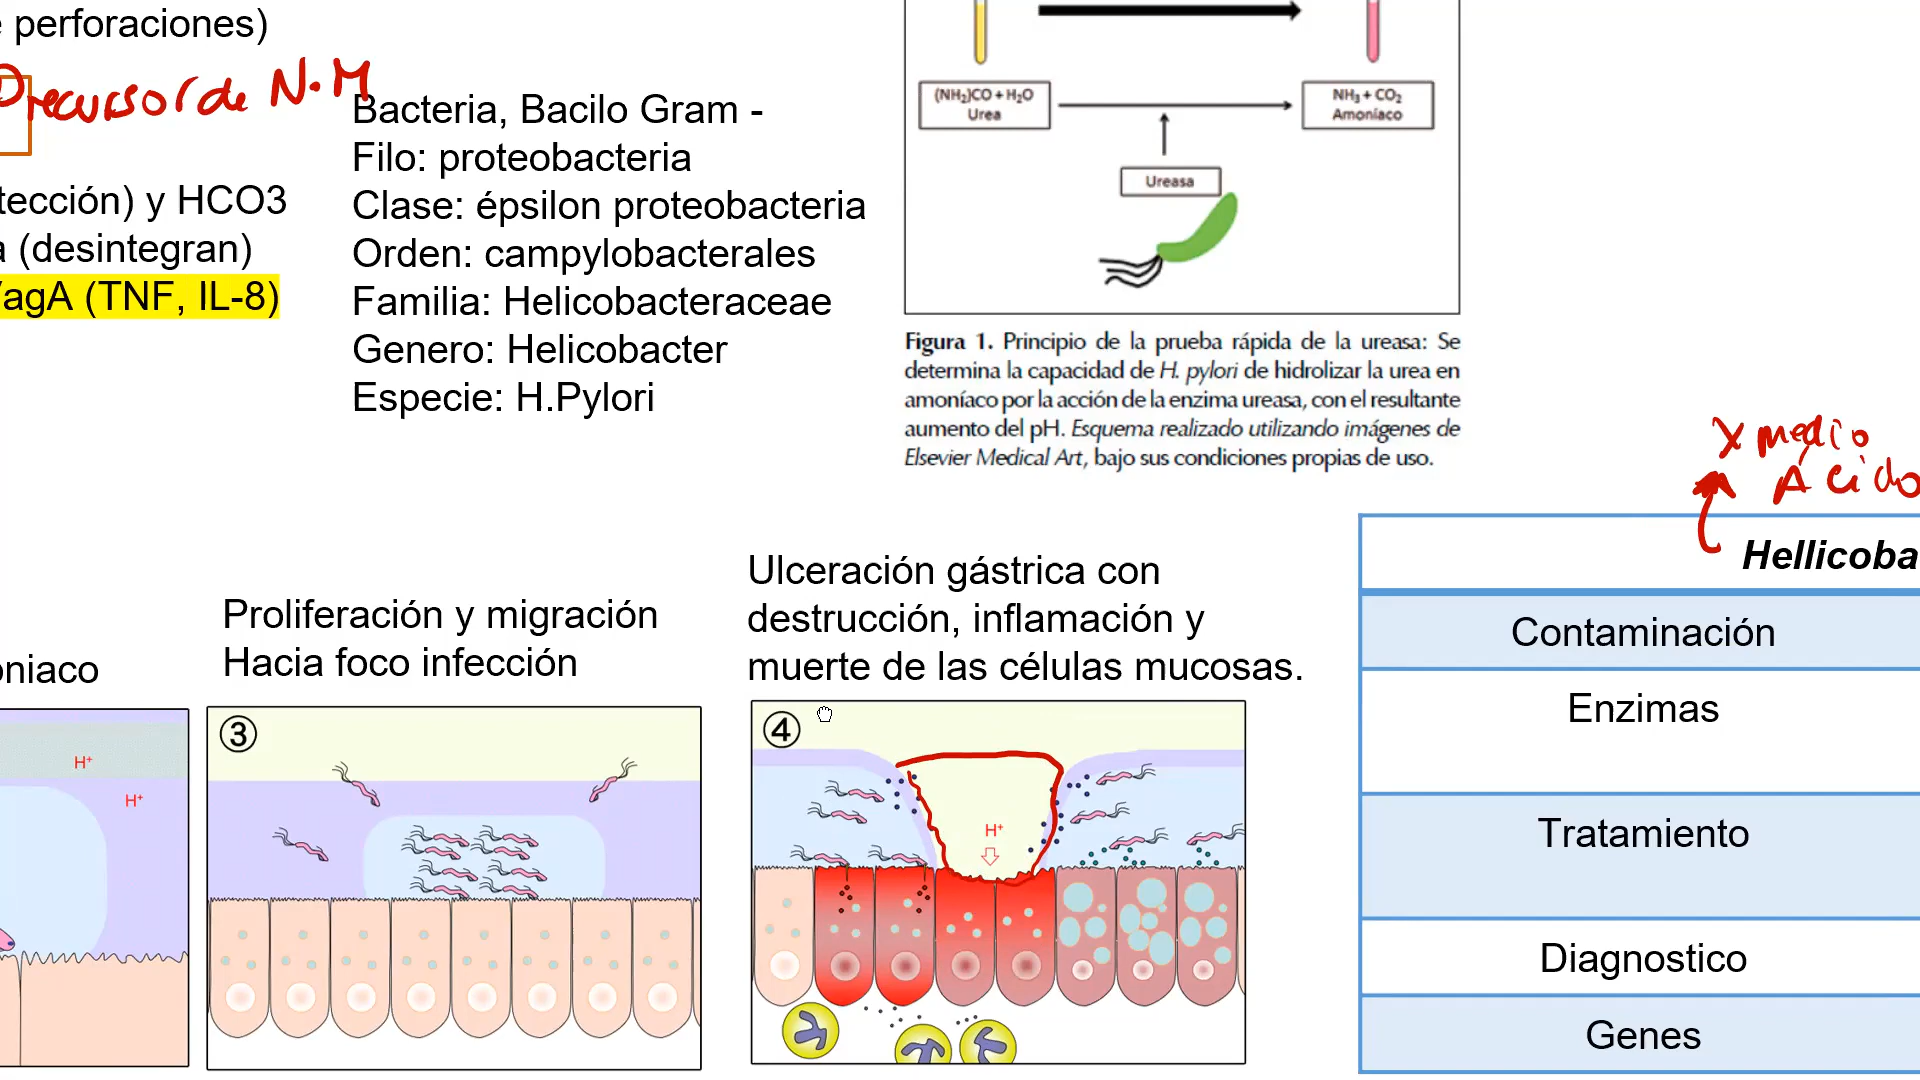 perforaciones)
Precursor de N.M
tección) y HCO3
a (desintegran)
VagA (TNF, IL-8)
Bacteria, Bacilo Gram -
Filo: proteobacteria
Clase: épsilon proteobacteria
Orden: campylobacterales
Familia: Helicobacteraceae
Genero: Helicobacter
Especie: H.Pylori
(NH₂)CO + H₂O
Urea
NH₃ + CO₂
Amoníaco
Ureasa
Figura 1. Principio de la prueba rápida de la ureasa: Se
determina la capacidad de H. pylori de hidrolizar la urea en
amoníaco por la acción de la enzima ureasa, con el resultante
aumento del pH. Esquema realizado utilizando imágenes de
Elsevier Medical Art, bajo sus condiciones propias de uso.
X medio
Acido
oniaco
H⁺
H⁺
Proliferación y migración
Hacia foco infección
③
Ulceración gástrica con
destrucción, inflamación y
muerte de las células mucosas.
④
H⁺
Hellicoba
Contaminación
Enzimas
Tratamiento
Diagnostico
Genes